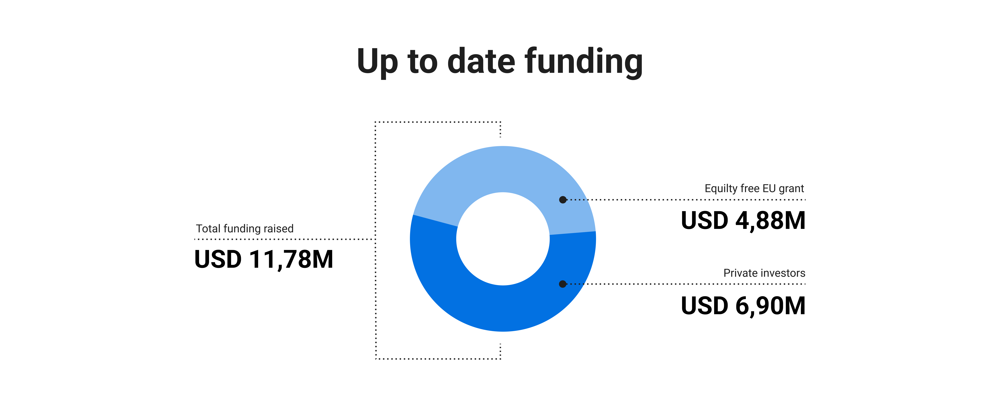 Up to date funding
Total funding raised
USD 11,78M
Equilty free EU grant
USD 4,88M
Private investors
USD 6,90M